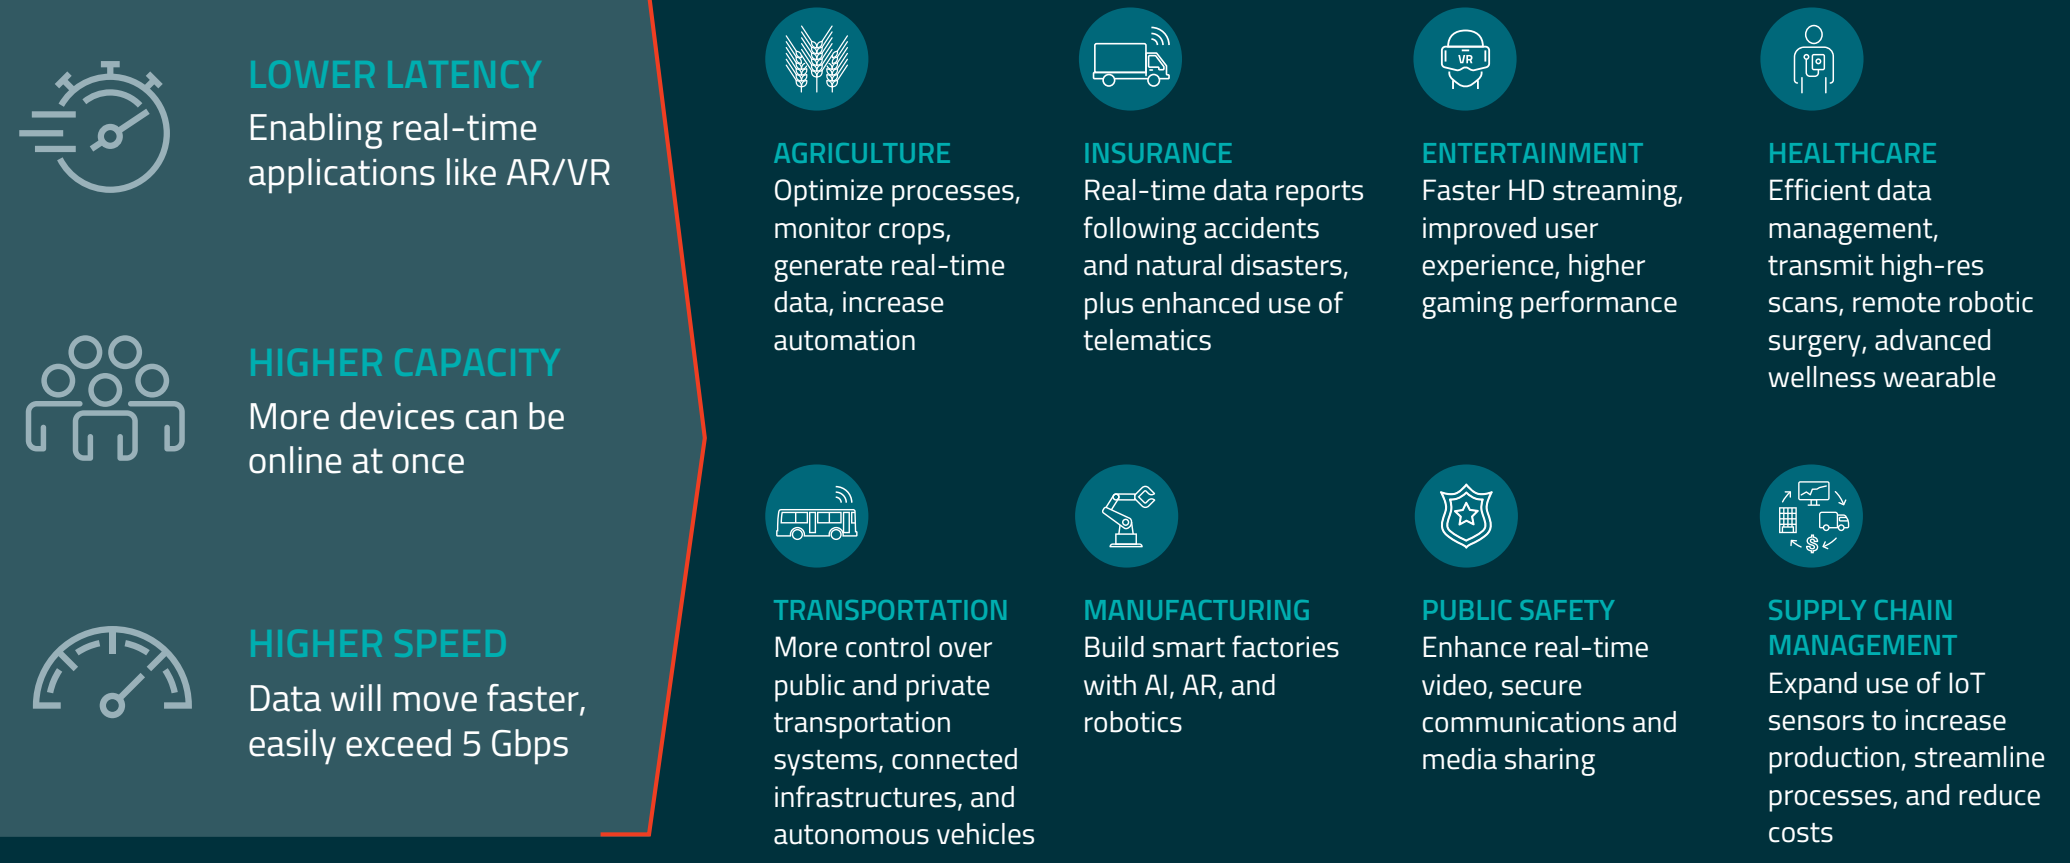 LOWER LATENCY
Enabling real-time
applications like AR/VR
HIGHER CAPACITY
More devices can be
online at once
HIGHER SPEED
Data will move faster,
easily exceed 5 Gbps
AGRICULTURE
Optimize processes,
monitor crops,
generate real-time
data, increase
automation
INSURANCE
Real-time data reports
following accidents
and natural disasters,
plus enhanced use of
telematics
VR
ENTERTAINMENT
Faster HD streaming,
improved user
experience, higher
gaming performance
HEALTHCARE
Efficient data
management,
transmit high-res
scans, remote robotic
surgery, advanced
wellness wearable
TRANSPORTATION
More control over
public and private
transportation
systems, connected
infrastructures, and
autonomous vehicles
MANUFACTURING
Build smart factories
with AI, AR, and
robotics
PUBLIC SAFETY
Enhance real-time
video, secure
communications and
media sharing
$
SUPPLY CHAIN
MANAGEMENT
Expand use of IoT
sensors to increase
production, streamline
processes, and reduce
costs